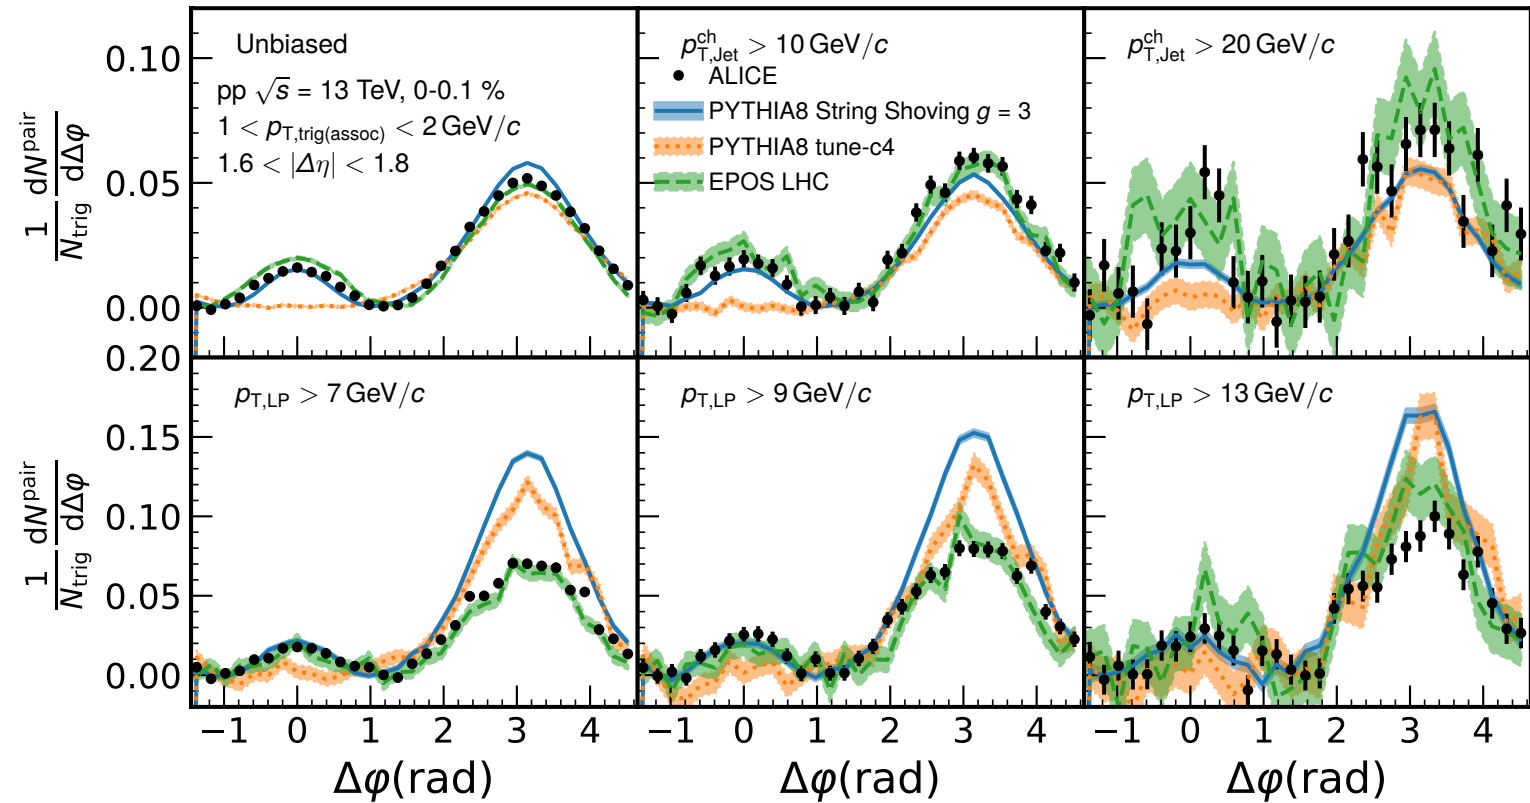 Unbiased
pp √s = 13 TeV, 0-0.1 %
1 < p_T,trig(assoc) < 2 GeV/c
1.6 < |Δη| < 1.8
p^ch_T,Jet > 10 GeV/c
ALICE
PYTHIA8 String Shoving g = 3
PYTHIA8 tune-c4
EPOS LHC
p^ch_T,Jet > 20 GeV/c
1/N_trig dN^pair/dΔφ
0.10
0.05
0.00
p_T,LP > 7 GeV/c
p_T,LP > 9 GeV/c
p_T,LP > 13 GeV/c
1/N_trig dN^pair/dΔφ
0.20
0.15
0.10
0.05
0.00
−1 0 1 2 3 4
−1 0 1 2 3 4
−1 0 1 2 3 4
Δφ(rad)
Δφ(rad)
Δφ(rad)